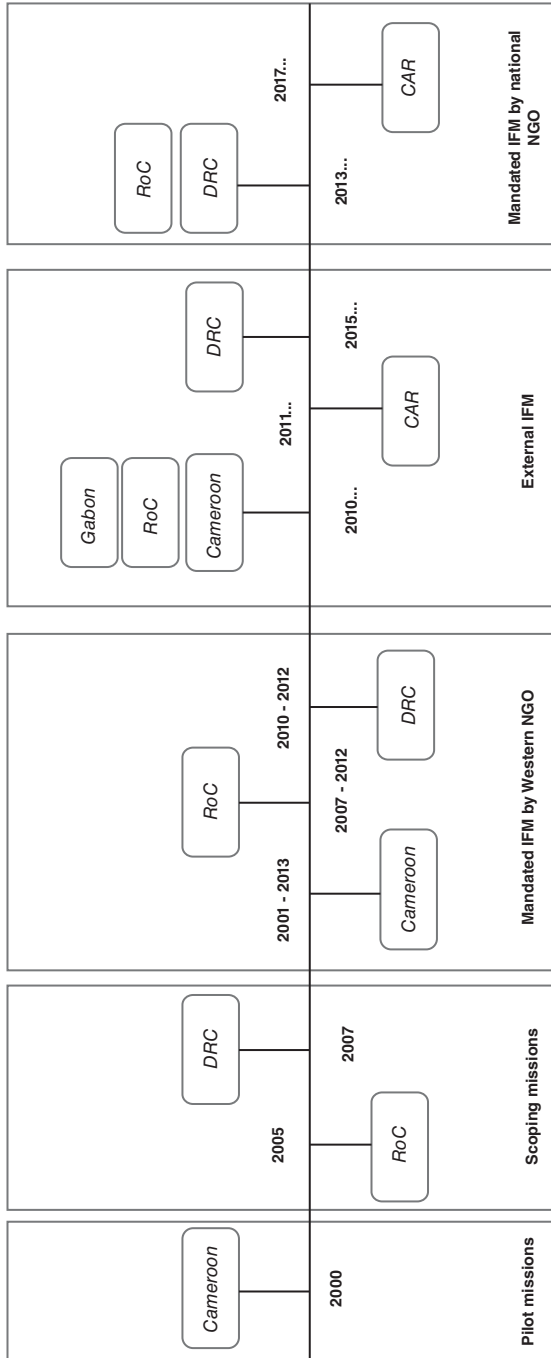 Cameroon
2000
Pilot missions
2005
RoC
DRC
2007
Scoping missions
2001 - 2013
Cameroon
RoC
2007 - 2012
2010 - 2012
DRC
Mandated IFM by Western NGO
Gabon
RoC
Cameroon
2010...
2011...
CAR
DRC
2015...
External IFM
RoC
DRC
2013...
2017...
CAR
Mandated IFM by national
NGO